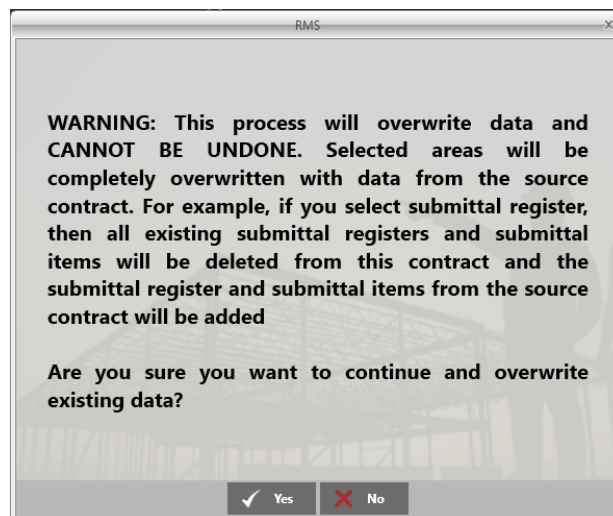 RMS
WARNING: This process will overwrite data and
CANNOT BE UNDONE. Selected areas will be
completely overwritten with data from the source
contract. For example, if you select submittal register,
then all existing submittal registers and submittal
items will be deleted from this contract and the
submittal register and submittal items from the source
contract will be added
Are you sure you want to continue and overwrite
existing data?
Yes No